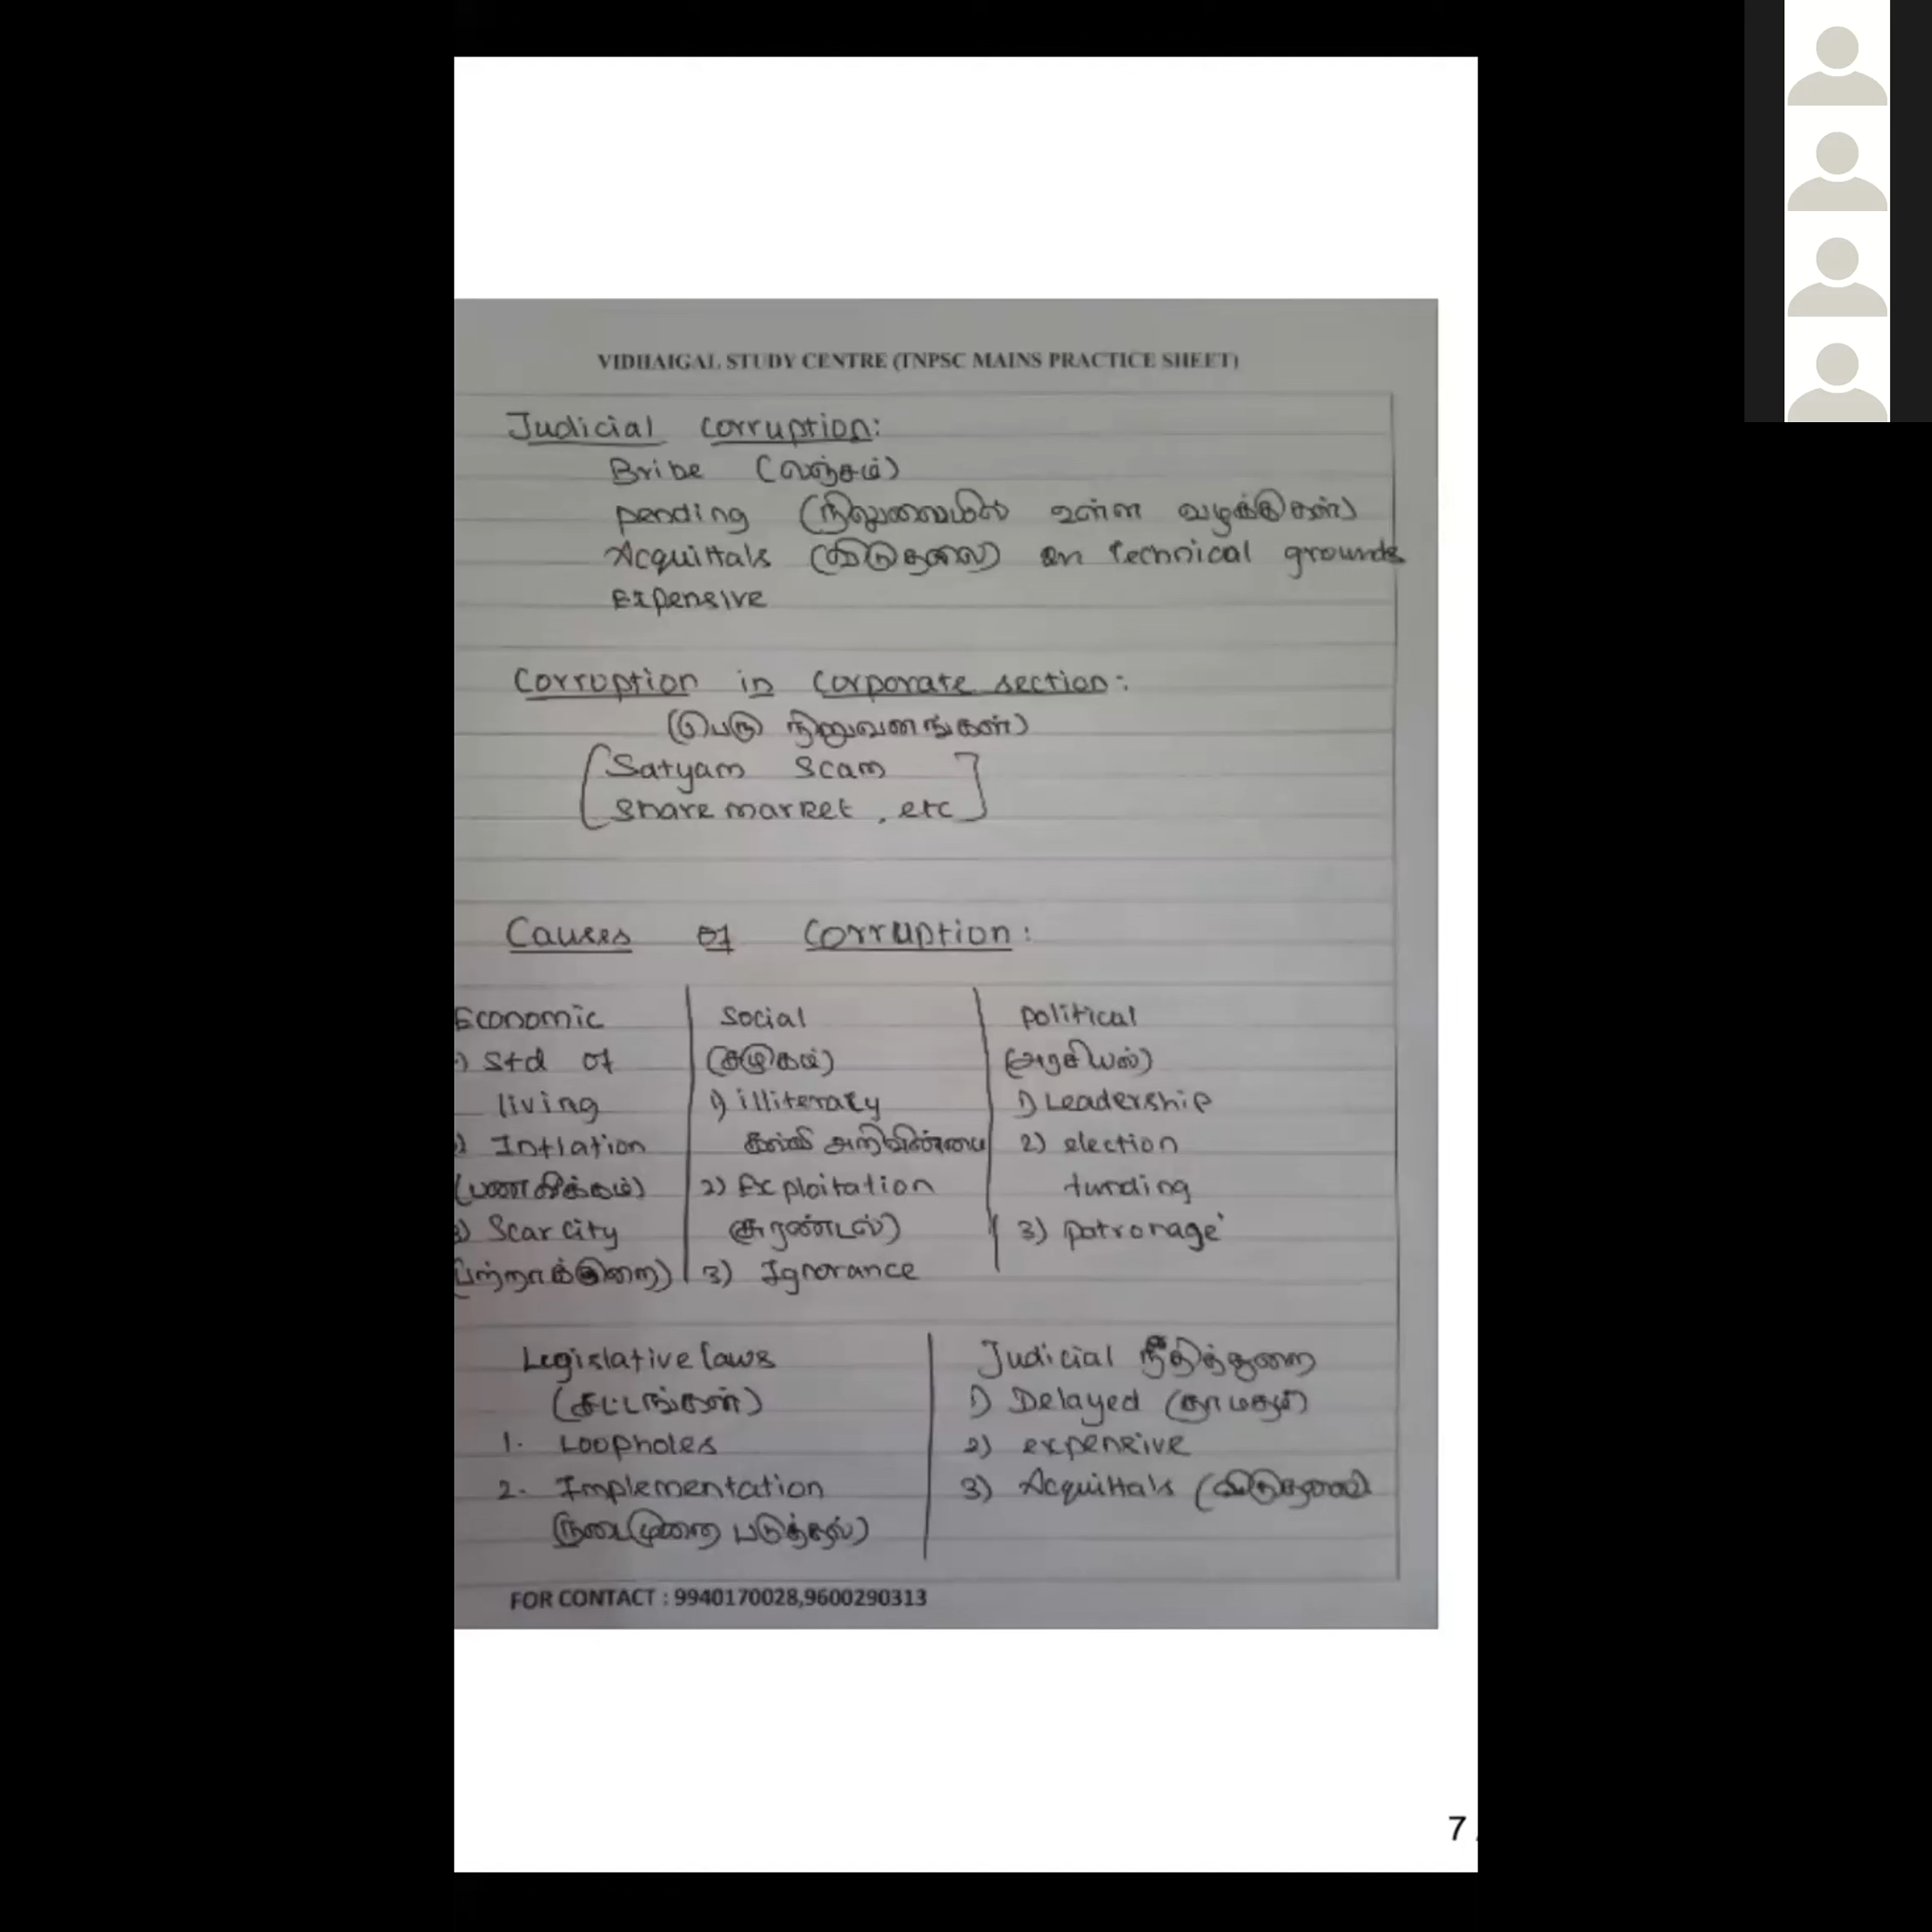 VIDHAIGAL STUDY CENTRE (TNPSC MAINS PRACTICE SHEET)
Judicial Corruption:
Bribe (லஞ்சம்)
pending (நிலுவையில் உள்ள வழக்குகள்)
Acquittals (விடுதலை) on Technical grounds
Expensive
Corruption in Corporate section:
(பெரு நிறுவனங்கள்)
Satyam Scam
Share market, etc
Causes of Corruption:
Economic
) Std of
living
) Inflation
(பணவீக்கம்)
) Scarcity
பற்றாக்குறை)
Social
(சமூகம்)
1) illiteracy
கல்வி அறிவின்மை
2) Exploitation
(சுரண்டல்)
3) Ignorance
political
(அரசியல்)
1) Leadership
2) election
funding
3) patronage
Legislative laws
(சட்டங்கள்)
1. Loopholes
2. Implementation
(நடைமுறை படுத்தல்)
Judicial நீதித்துறை
1) Delayed (தாமதம்)
2) expensive
3) Acquittals (விடுதலை)
FOR CONTACT : 9940170028,9600290313
7